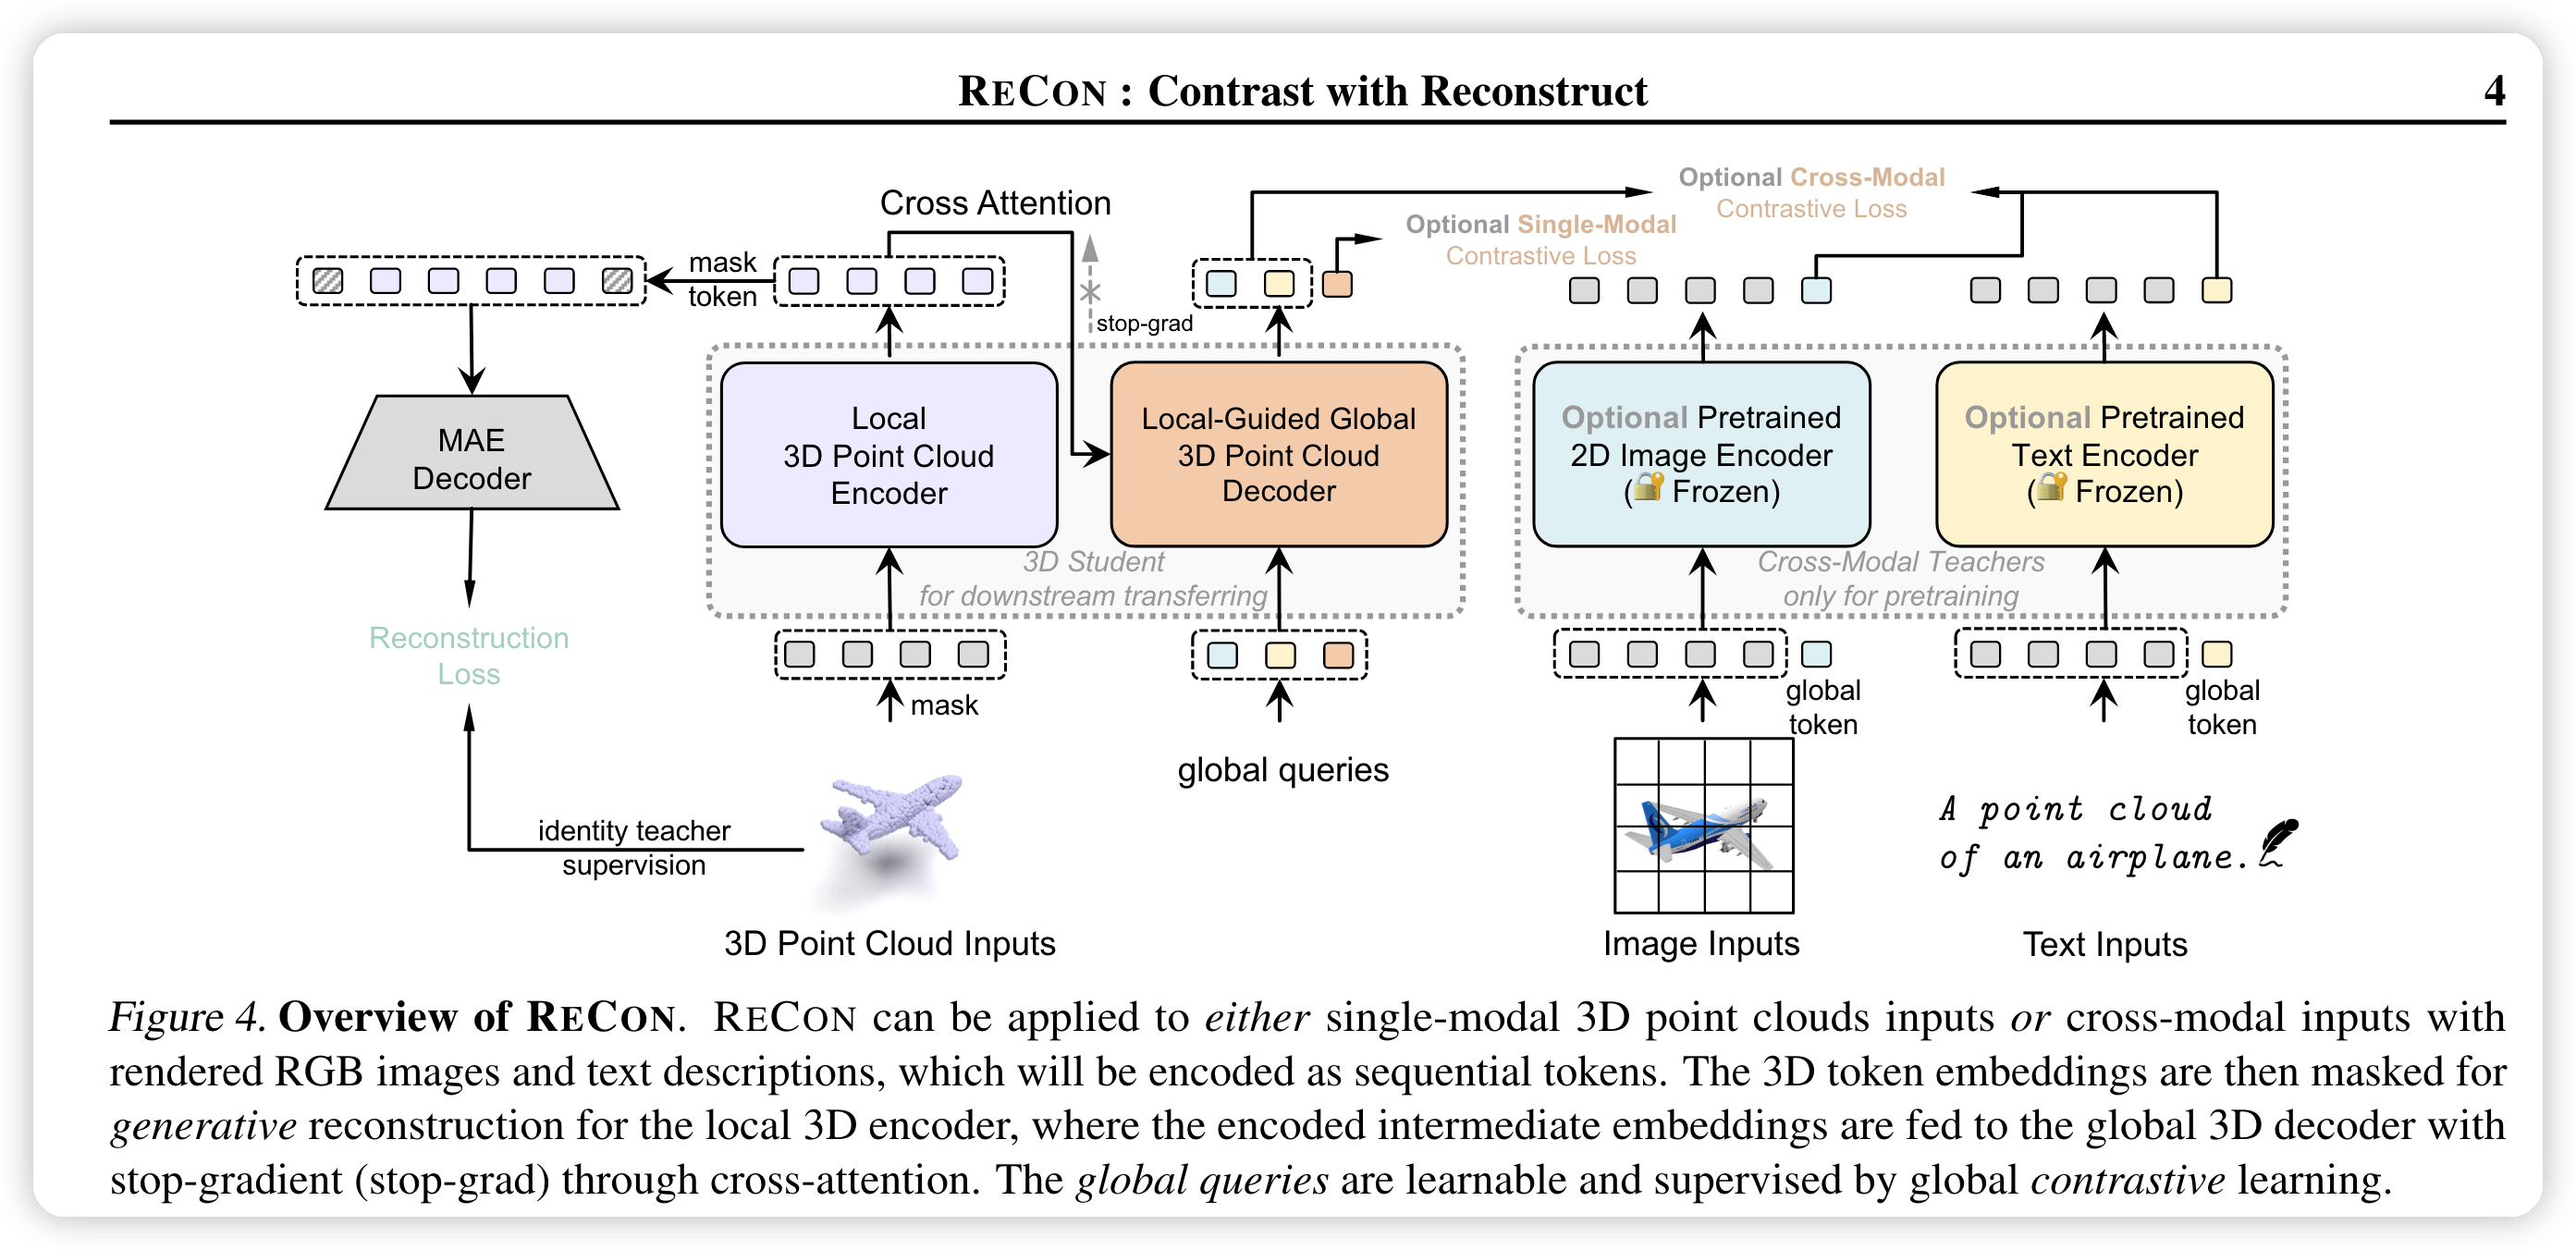 RECON : Contrast with Reconstruct
4
Optional Cross-Modal
Contrastive Loss
Cross Attention
Optional Single-Modal
Contrastive Loss
mask
token
stop-grad
MAE
Decoder
Local
3D Point Cloud
Encoder
Local-Guided Global
3D Point Cloud
Decoder
Optional Pretrained
2D Image Encoder
(Frozen)
Optional Pretrained
Text Encoder
(Frozen)
3D Student
for downstream transferring
Cross-Modal Teachers
only for pretraining
Reconstruction
Loss
mask
global
token
global
token
global queries
identity teacher
supervision
A point cloud
of an airplane.
3D Point Cloud Inputs
Image Inputs
Text Inputs
Figure 4. Overview of RECON. RECON can be applied to either single-modal 3D point clouds inputs or cross-modal inputs with
rendered RGB images and text descriptions, which will be encoded as sequential tokens. The 3D token embeddings are then masked for
generative reconstruction for the local 3D encoder, where the encoded intermediate embeddings are fed to the global 3D decoder with
stop-gradient (stop-grad) through cross-attention. The global queries are learnable and supervised by global contrastive learning.